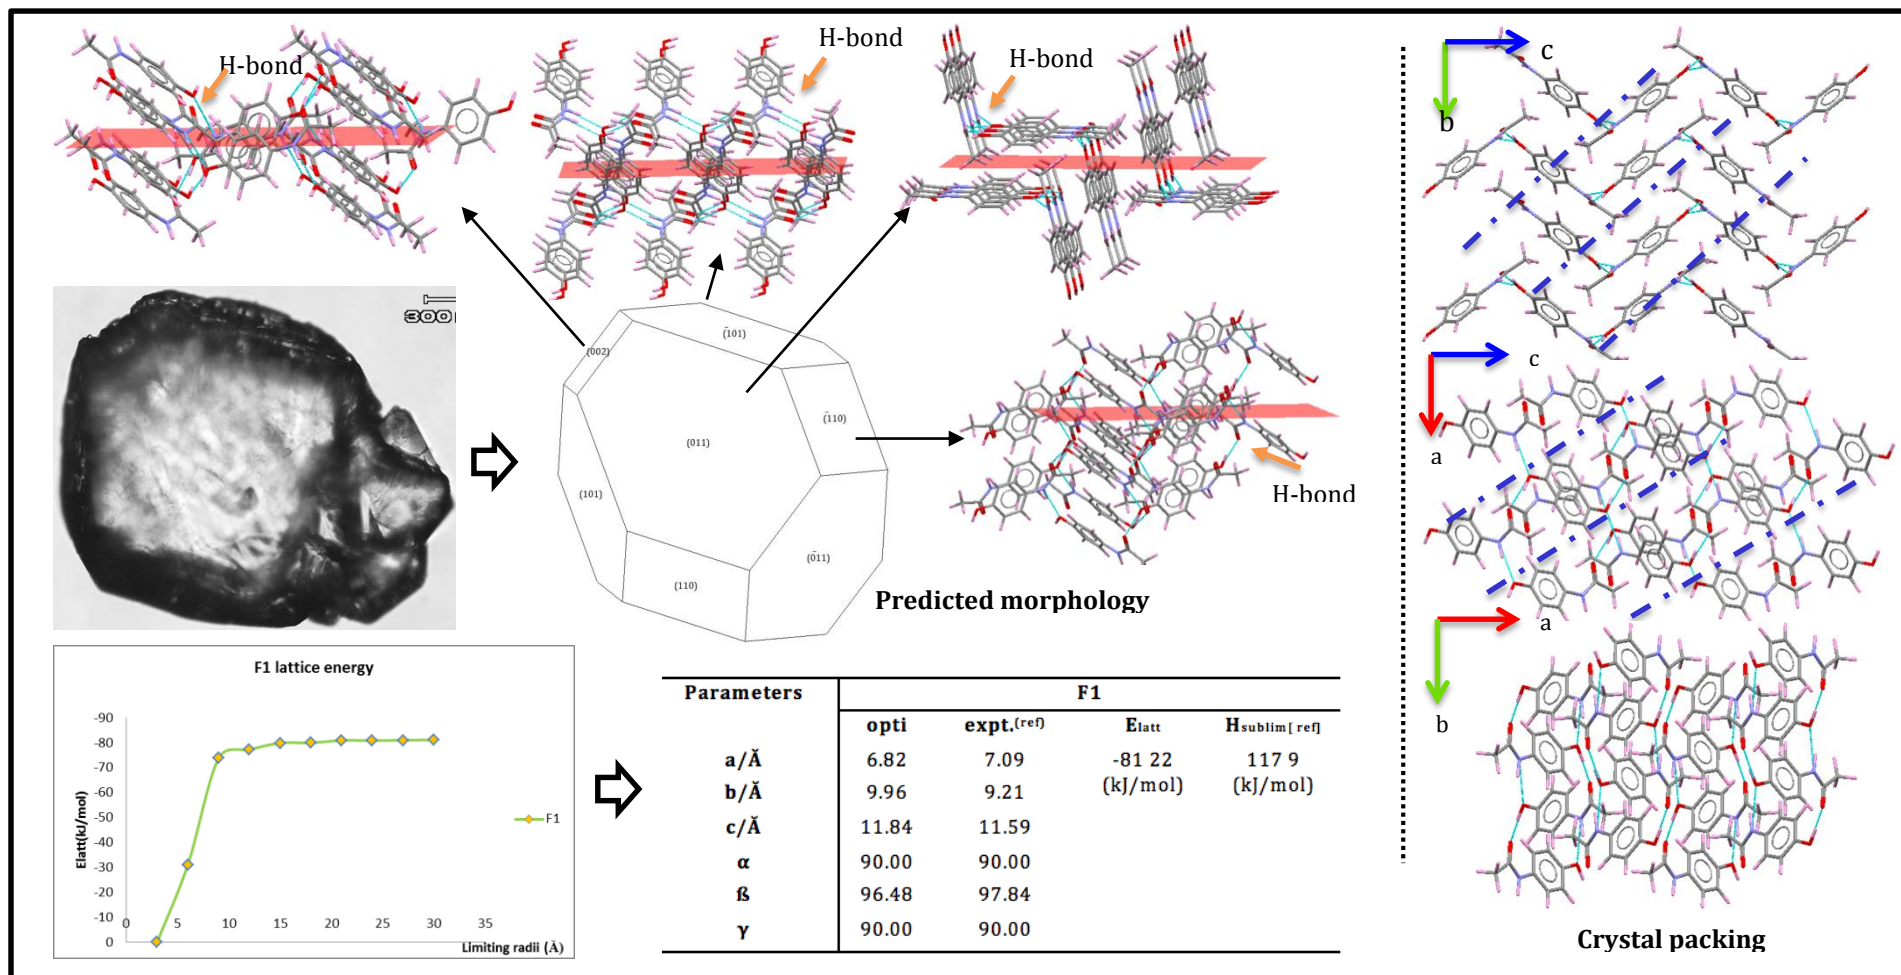 H-bond
H-bond
H-bond
c
b
300
(002)
(̄101)
(̄110)
(011)
(101)
(110)
(0̄11)
H-bond
Predicted morphology
c
a
a
b
Crystal packing
F1 lattice energy
Elatt(kJ/mol)
-90
-80
-70
-60
-50
-40
-30
-20
-10
0
0 5 10 15 20 25 30 35
Limiting radii (Å)
F1
Parameters F1
opti expt.(ref) Elatt Hsublim[ref]
a/Ǎ 6.82 7.09 -81 22 117 9
(kJ/mol) (kJ/mol)
b/Ǎ 9.96 9.21
c/Ǎ 11.84 11.59
α 90.00 90.00
ß 96.48 97.84
γ 90.00 90.00